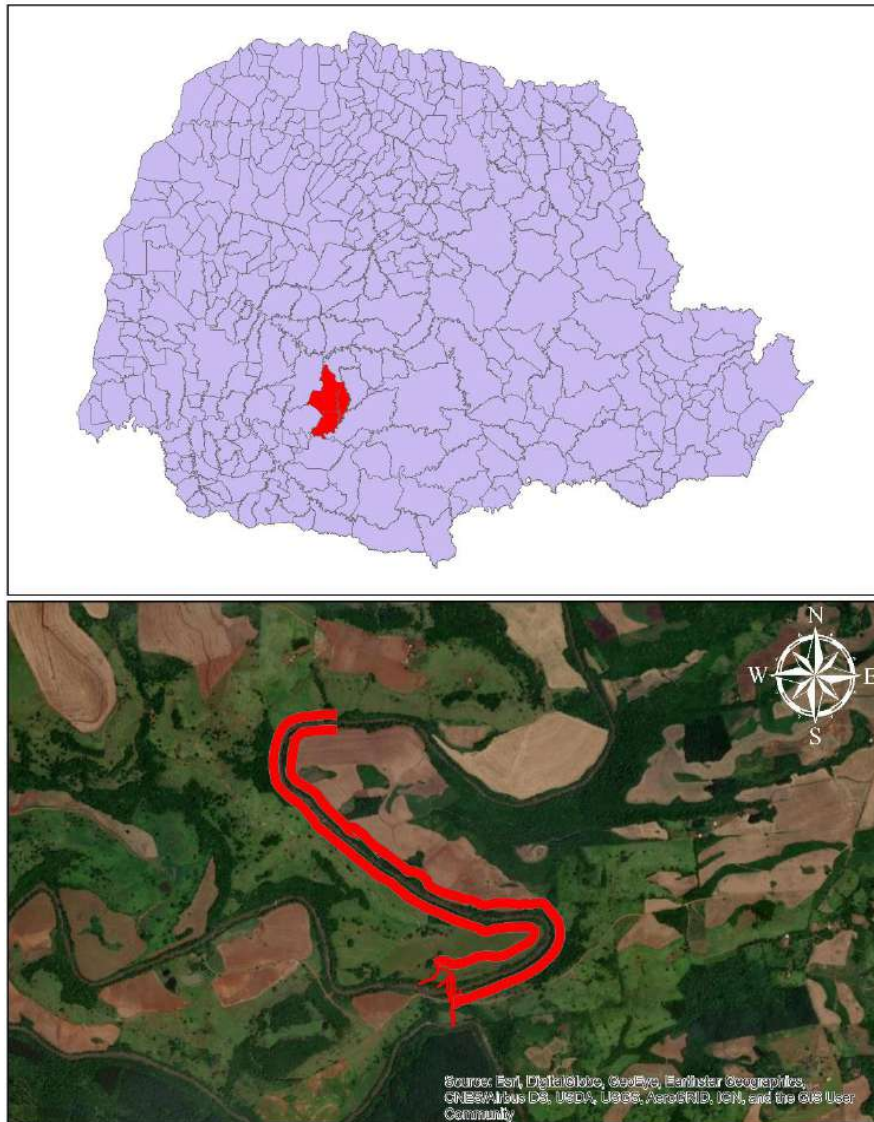 N
W E
S
Source: Esri, DigitalGlobe, GeoEye, Earthstar Geographics,
CNES/Airbus DS, USDA, USGS, AeroGRID, IGN, and the GIS User
Community